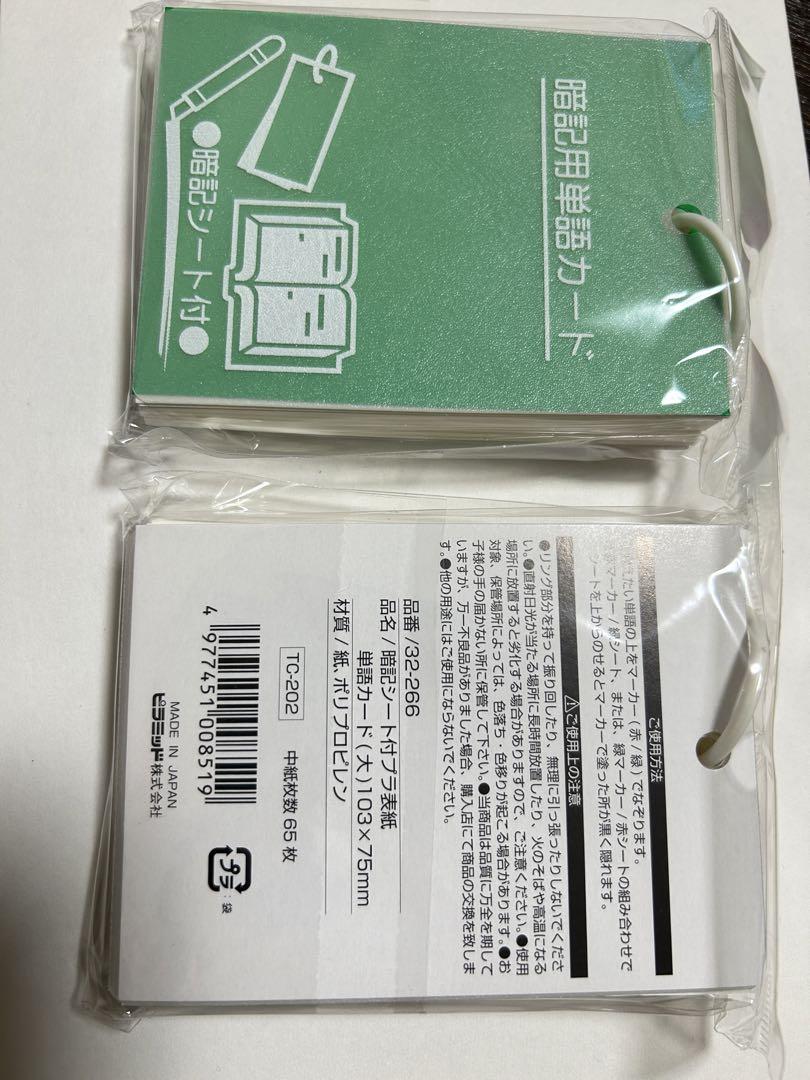 暗記用単語カード
●暗記シート付●
ご使用方法
たい単語の上をマーカー(赤/緑)でなぞります。
マーカー/緑シート、または、緑マーカー/赤シートの組み合わせで
シートを上からのせるとマーカーで塗った所が黒く隠れます。
⚠ご使用上の注意
●リング部分を持って振り回したり、無理に引っ張ったりしないでくださ
い。●直射日光が当たる場所に長時間放置したり、火のそばや高温になる
場所に放置すると劣化する場合がありますので、ご注意ください。●使用
対象、保管場所によっては、色落ち・色移りが起こる場合があります。●お
子様の手の届かない所に保管して下さい。●当商品は品質に万全を期して
いますが、万一不良品がありました場合、購入店にて商品の交換を致しま
す。●他の用途にはご使用にならないでください。
品番/32-266
品名/暗記シート付プラ表紙
単語カード(大)103×75mm
材質/紙、ポリプロピレン
TC-202 中紙枚数 65枚
4 977451 008519
プラ
:袋
MADE IN JAPAN
ピラミッド株式会社